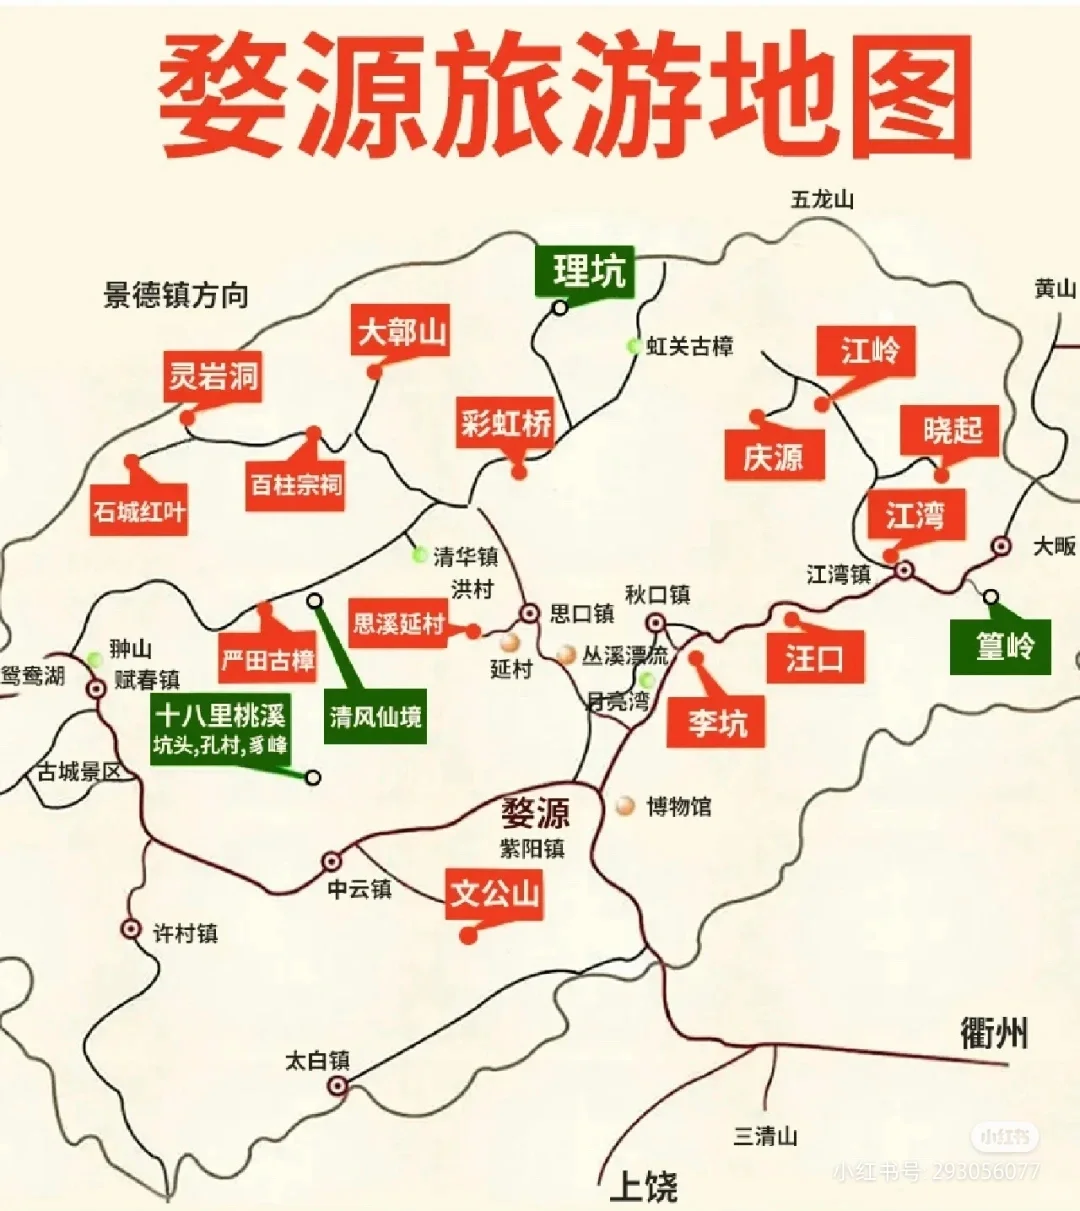 婺源旅游地图
五龙山
景德镇方向
黄山
理坑
大鄣山
虹关古樟
江岭
灵岩洞
彩虹桥
晓起
庆源
百柱宗祠
石城红叶
江湾
清华镇
大畈
江湾镇
洪村
秋口镇
思口镇
思溪延村
严田古樟
汪口
篁岭
丛溪漂流
翀山
延村
鸳鸯湖
赋春镇
月亮湾
十八里桃溪
坑头,孔村,豸峰
清风仙境
李坑
古城景区
博物馆
婺源
紫阳镇
中云镇
文公山
许村镇
衢州
太白镇
三清山
上饶
小红书
小红书号 293056077